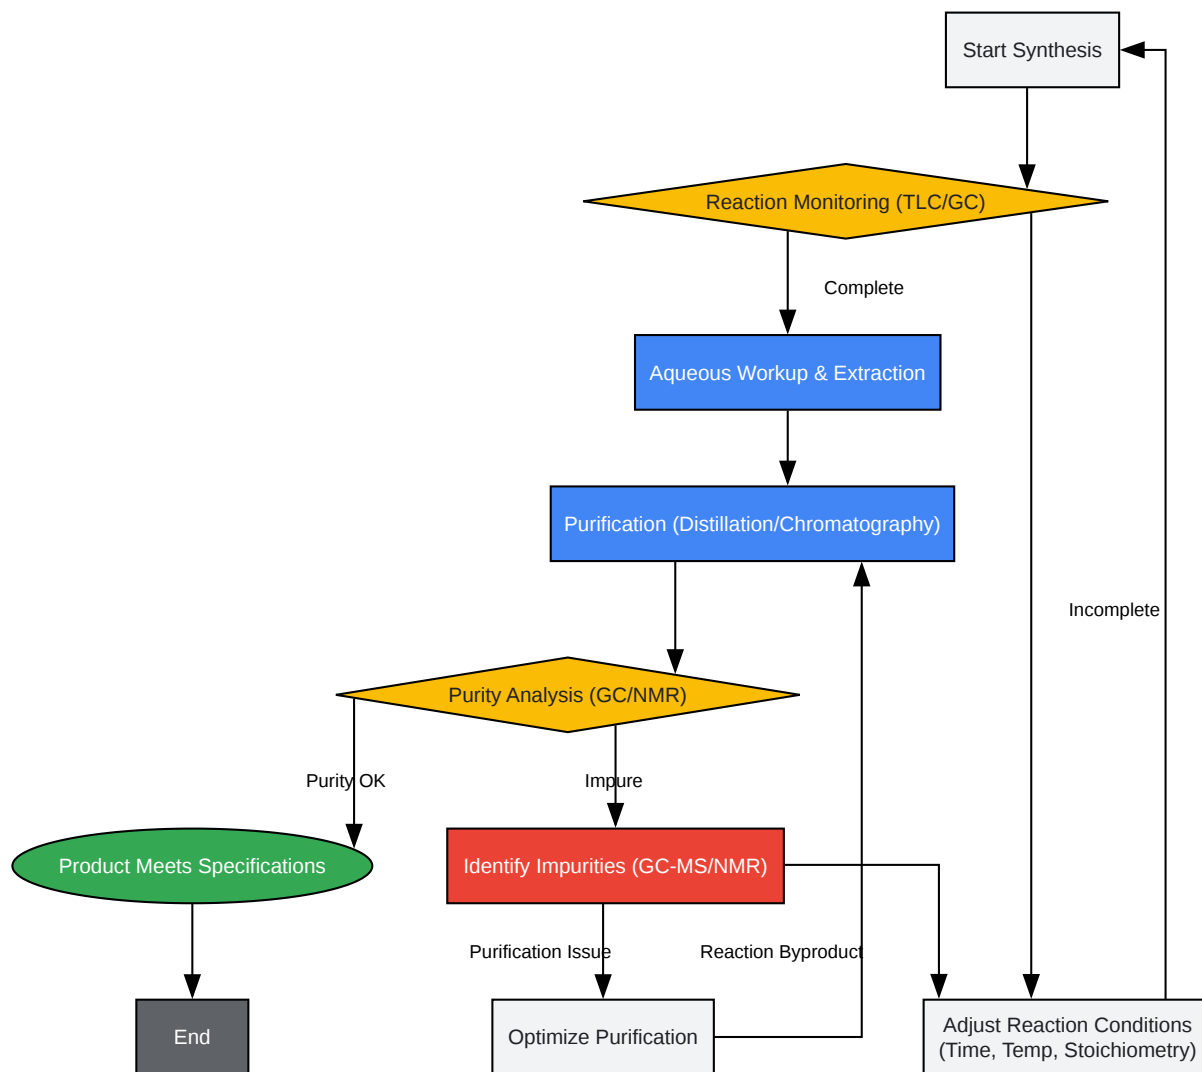 Start Synthesis
Reaction Monitoring (TLC/GC)
Complete
Aqueous Workup & Extraction
Purification (Distillation/Chromatography)
Incomplete
Purity Analysis (GC/NMR)
Purity OK
Impure
Product Meets Specifications
Identify Impurities (GC-MS/NMR)
Purification Issue
Reaction Byproduct
End
Optimize Purification
Adjust Reaction Conditions
(Time, Temp, Stoichiometry)